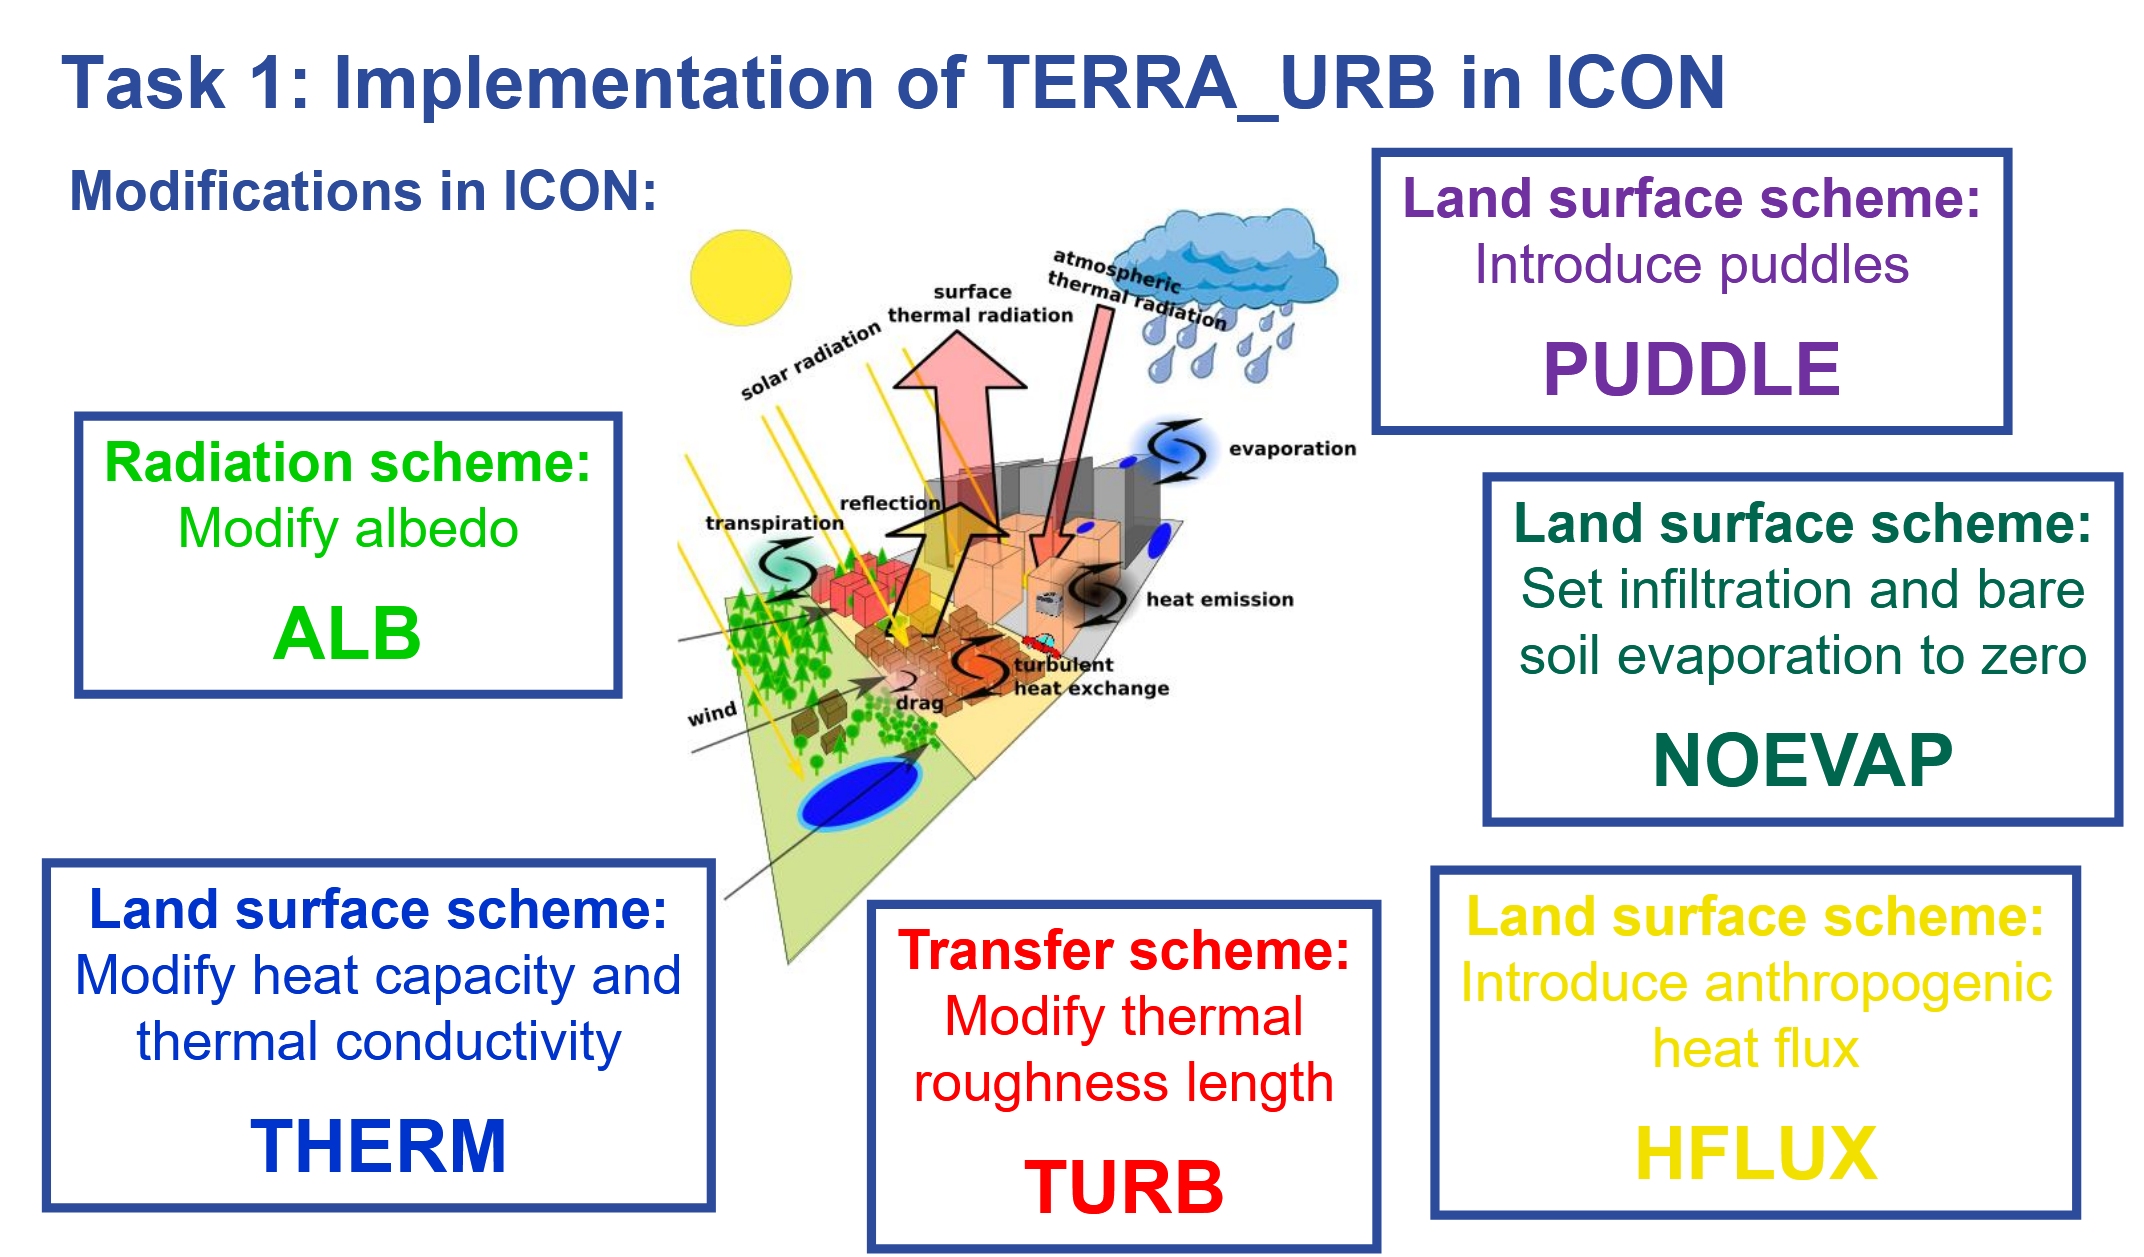 Task 1: Implementation of TERRA_URB in ICON
Modifications in ICON:
Land surface scheme:
Introduce puddles
PUDDLE
Radiation scheme:
Modify albedo
ALB
surface
thermal radiation
atmospheric
thermal radiation
solar radiation
evaporation
reflection
transpiration
heat emission
turbulent
heat exchange
drag
wind
Land surface scheme:
Set infiltration and bare
soil evaporation to zero
NOEVAP
Land surface scheme:
Modify heat capacity and
thermal conductivity
THERM
Transfer scheme:
Modify thermal
roughness length
TURB
Land surface scheme:
Introduce anthropogenic
heat flux
HFLUX